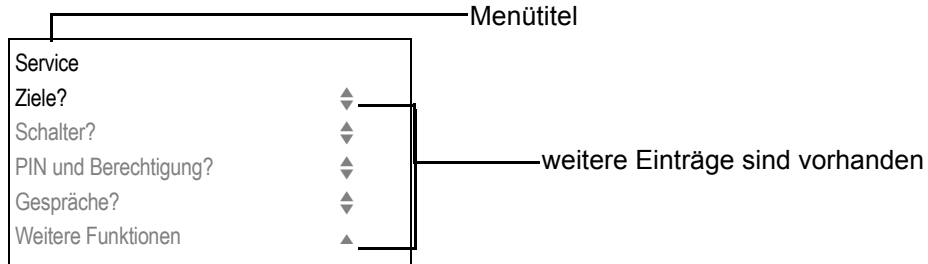 Menütitel
Service
Ziele?
Schalter?
PIN und Berechtigung?
weitere Einträge sind vorhanden
Gespräche?
Weitere Funktionen